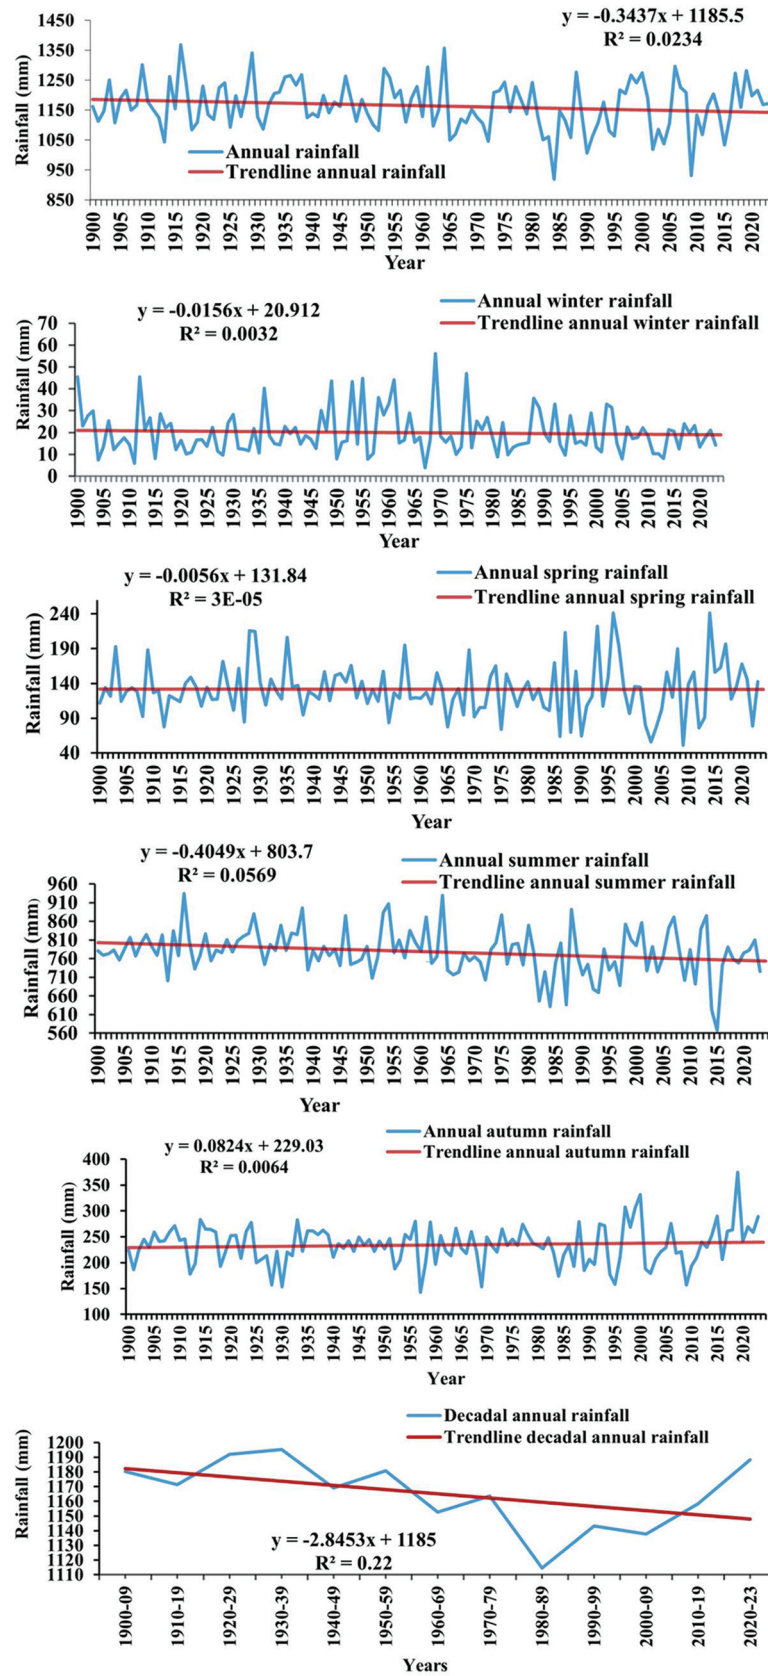 y = -0.3437x + 1185.5
R² = 0.0234
1450
1350
1250
1150
1050
950
850
Rainfall (mm)
Annual rainfall
Trendline annual rainfall
1900 1905 1910 1915 1920 1925 1930 1935 1940 1945 1950 1955 1960 1965 1970 1975 1980 1985 1990 1995 2000 2005 2010 2015 2020
Year
y = -0.0156x + 20.912
R² = 0.0032
Annual winter rainfall
Trendline annual winter rainfall
70
60
50
40
30
20
10
0
Rainfall (mm)
1900 1905 1910 1915 1920 1925 1930 1935 1940 1945 1950 1955 1960 1965 1970 1975 1980 1985 1990 1995 2000 2005 2010 2015 2020
Year
y = -0.0056x + 131.84
R² = 3E-05
Annual spring rainfall
Trendline annual spring rainfall
240
190
140
90
40
Rainfall (mm)
1900 1905 1910 1915 1920 1925 1930 1935 1940 1945 1950 1955 1960 1965 1970 1975 1980 1985 1990 1995 2000 2005 2010 2015 2020
Year
y = -0.4049x + 803.7
R² = 0.0569
Annual summer rainfall
Trendline annual summer rainfall
960
910
860
810
760
710
660
610
560
Rainfall (mm)
1900 1905 1910 1915 1920 1925 1930 1935 1940 1945 1950 1955 1960 1965 1970 1975 1980 1985 1990 1995 2000 2005 2010 2015 2020
Year
y = 0.0824x + 229.03
R² = 0.0064
Annual autumn rainfall
Trendline annual autumn rainfall
400
350
300
250
200
150
100
Rainfall (mm)
1900 1905 1910 1915 1920 1925 1930 1935 1940 1945 1950 1955 1960 1965 1970 1975 1980 1985 1990 1995 2000 2005 2010 2015 2020
Year
Decadal annual rainfall
Trendline decadal annual rainfall
1200
1190
1180
1170
1160
1150
1140
1130
1120
1110
Rainfall (mm)
y = -2.8453x + 1185
R² = 0.22
1900-09 1910-19 1920-29 1930-39 1940-49 1950-59 1960-69 1970-79 1980-89 1990-99 2000-09 2010-19 2020-23
Years